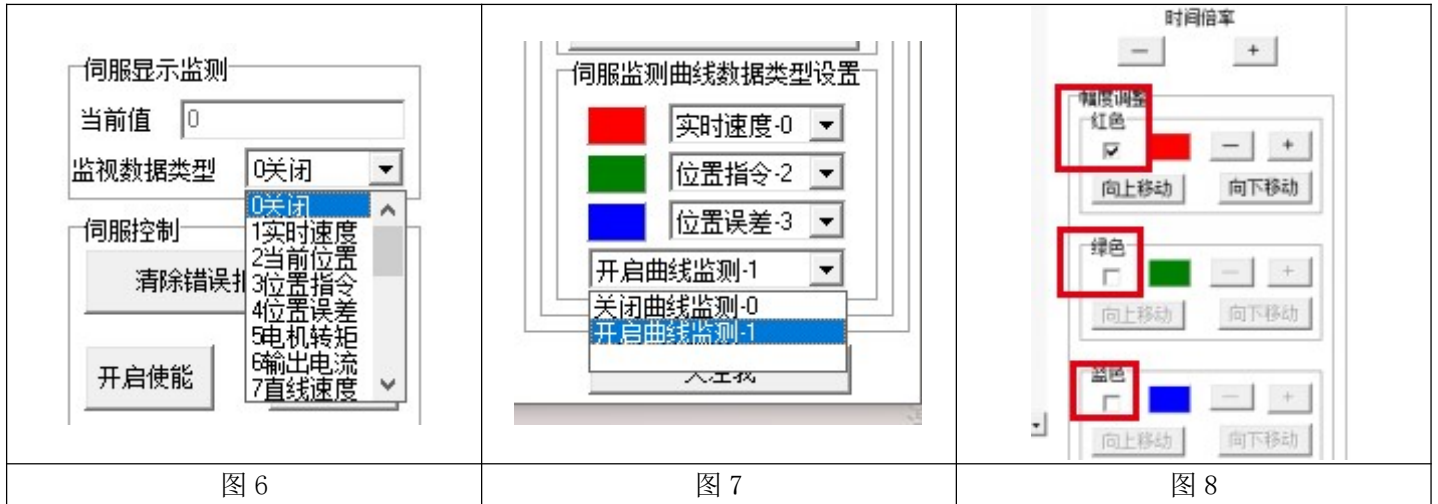 伺服显示监测
当前值 0
监视数据类型 0关闭
0关闭
1实时速度
2当前位置
3位置指令
4位置误差
5电机转矩
6输出电流
7直线速度
伺服控制
清除错误
开启使能
图 6
伺服监测曲线数据类型设置
实时速度-0
位置指令-2
位置误差-3
开启曲线监测-1
关闭曲线监测-0
开启曲线监测-1
图 7
时间倍率
— +
幅度调整
红色
— +
向上移动 向下移动
绿色
— +
向上移动 向下移动
蓝色
— +
向上移动 向下移动
图 8